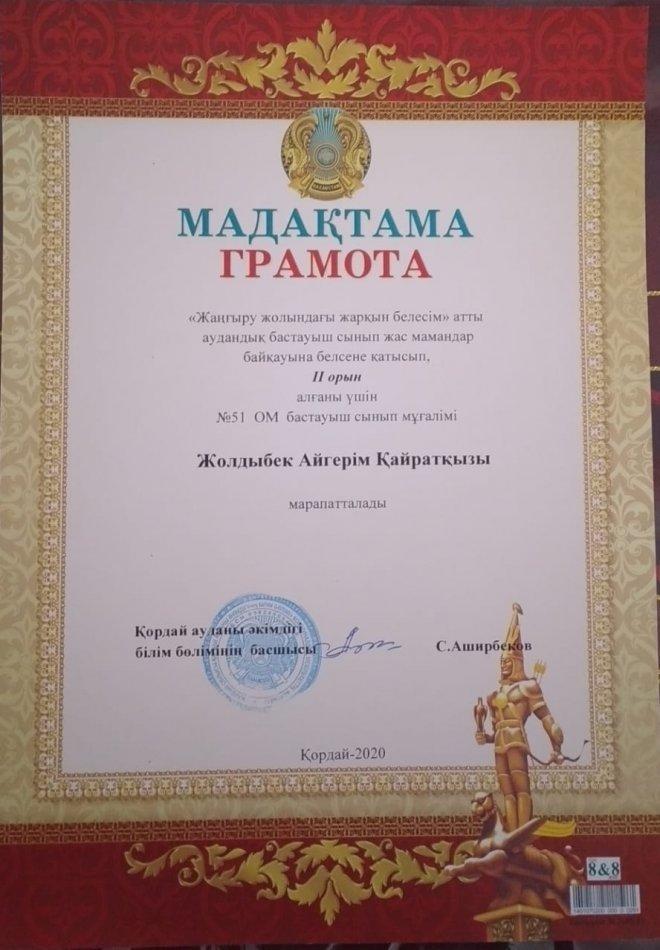 МАДАҚТАМА
ГРАМОТА
«Жаңғыру жолындағы жарқын белесім» атты
аудандық бастауыш сынып жас мамандар
байқауына белсене қатысып,
II орын
алғаны үшін
№51 ОМ бастауыш сынып мұғалімі
Жолдыбек Айгерім Қайратқызы
марапатталады
Қордай ауданы әкімдігі
білім бөлімінің басшысы
С.Аширбеков
Қордай-2020
8&8